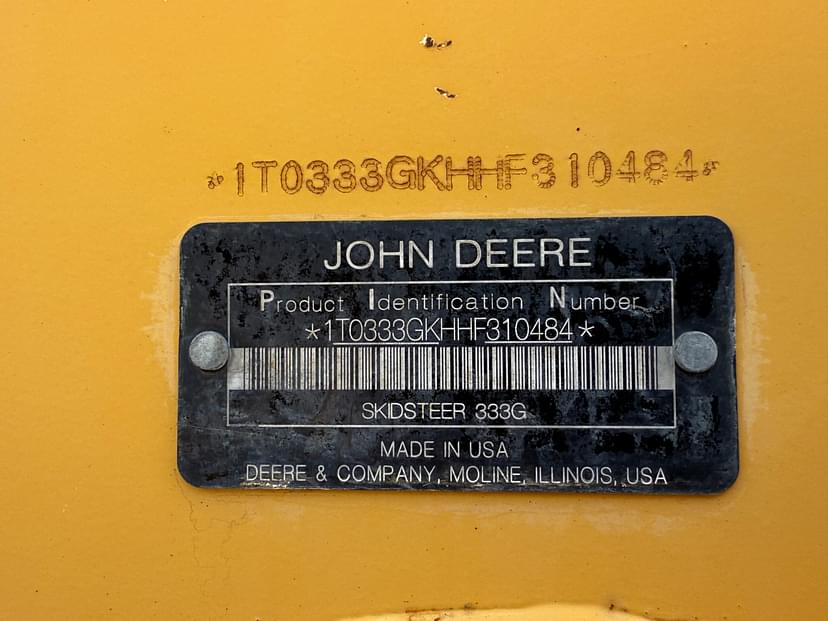 *1T0333GKHHF310484*
JOHN DEERE
Product Identification Number
*1T0333GKHHF310484*
SKIDSTEER 333G
MADE IN USA
DEERE & COMPANY, MOLINE, ILLINOIS, USA